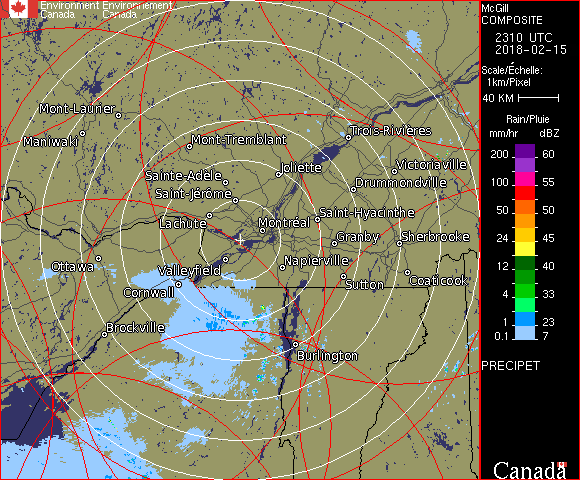 Environment Environnement
Canada Canada
McGill
COMPOSITE
2310 UTC
2018-02-15
Scale/Échelle:
1km/Pixel
40 KM
Rain/Pluie
mm/hr dBZ
200 60
155
100 55
85 53
50 50
24 45
12 40
4 33
1 23
0.1 7
PRECIPET
Canada
Mont-Laurier
Maniwaki
Mont-Tremblant
Trois-Rivières
Sainte-Adèle
Joliette
Victoriaville
Saint-Jérôme
Drummondville
Lachute
Montréal
Saint-Hyacinthe
Granby
Sherbrooke
Ottawa
Valleyfield
Napierville
Cornwall
Sutton
Coaticook
Brockville
Burlington